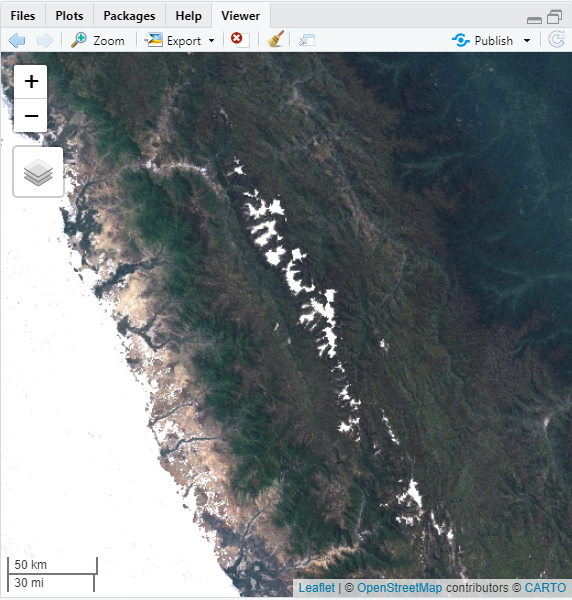 Files Plots Packages Help Viewer
Zoom Export Publish
+
−
50 km
30 mi
Leaflet | © OpenStreetMap contributors © CARTO